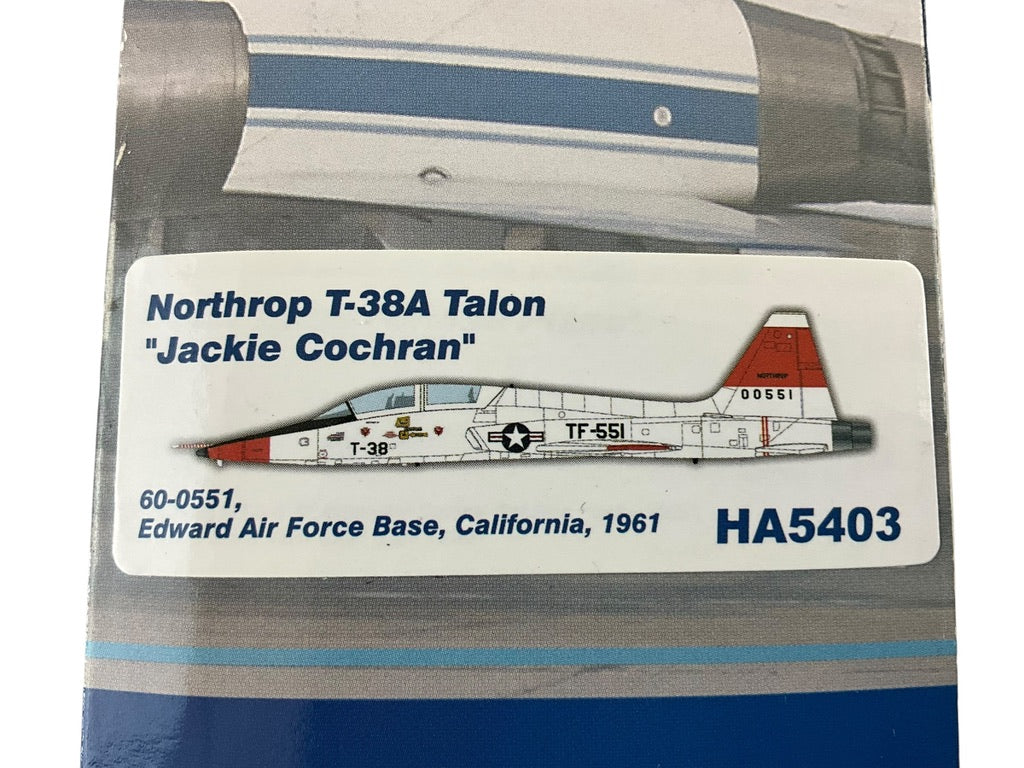 Northrop T-38A Talon
"Jackie Cochran"
NORTHROP
00551
TF-551
T-38
60-0551,
Edward Air Force Base, California, 1961
HA5403